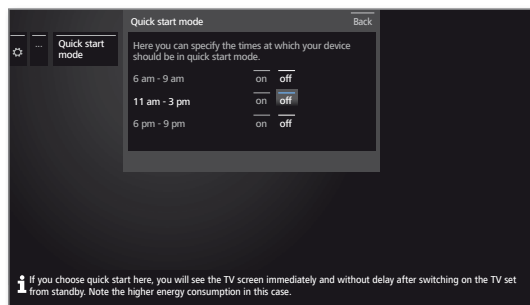 Quick start mode Back
... Quick start
mode
Here you can specify the times at which your device
should be in quick start mode.
6 am - 9 am on off
11 am - 3 pm on off
6 pm - 9 pm on off
If you choose quick start here, you will see the TV screen immediately and without delay after switching on the TV set
from standby. Note the higher energy consumption in this case.